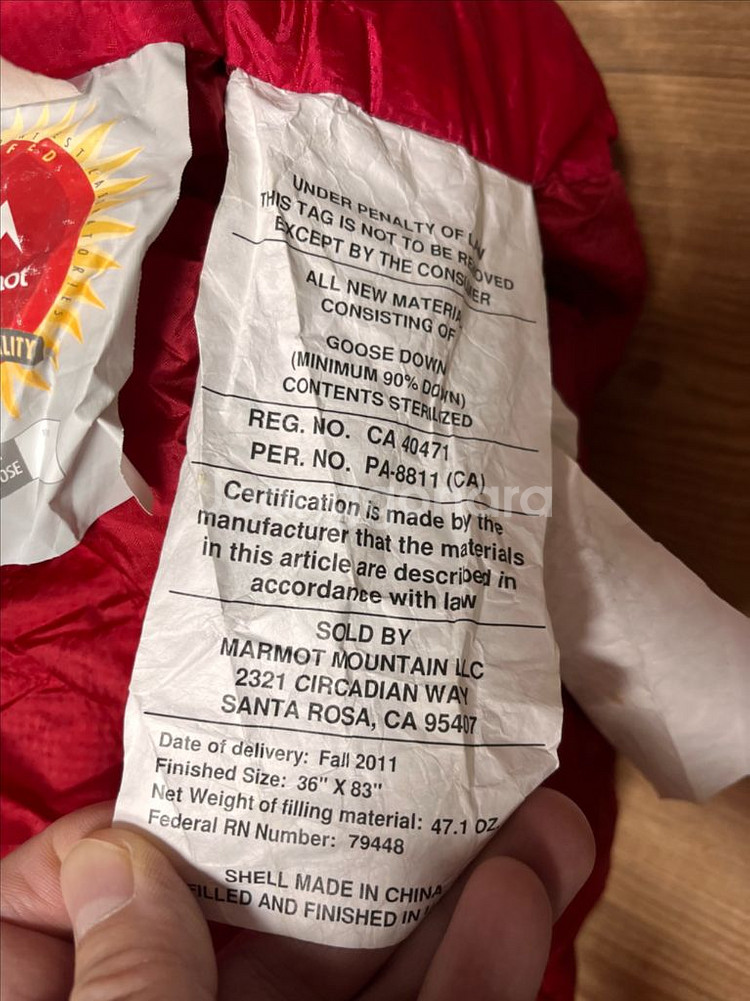 UNDER PENALTY OF LAW
THIS TAG IS NOT TO BE REMOVED
EXCEPT BY THE CONSUMER
ALL NEW MATERIAL
CONSISTING OF
GOOSE DOWN
(MINIMUM 90% DOWN)
CONTENTS STERILIZED
REG. NO. CA 40471
PER. NO. PA-8811 (CA)
Certification is made by the
manufacturer that the materials
in this article are described in
accordance with law
SOLD BY
MARMOT MOUNTAIN LLC
2321 CIRCADIAN WAY
SANTA ROSA, CA 95407
Date of delivery: Fall 2011
Finished Size: 36" X 83"
Net Weight of filling material: 47.1 OZ
Federal RN Number: 79448
SHELL MADE IN CHINA
FILLED AND FINISHED IN